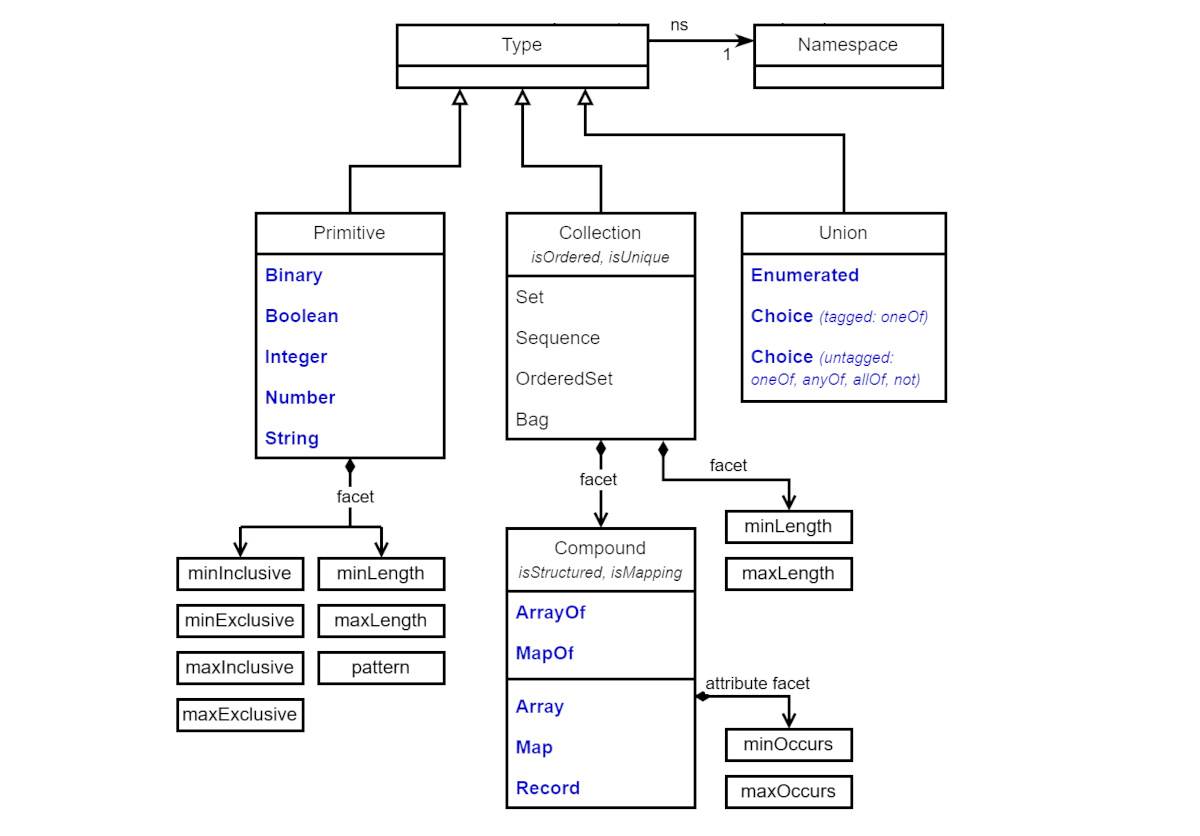 Type
ns
1
Namespace
Primitive
Binary
Boolean
Integer
Number
String
Collection
isOrdered, isUnique
Set
Sequence
OrderedSet
Bag
Union
Enumerated
Choice (tagged: oneOf)
Choice (untagged:
oneOf, anyOf, allOf, not)
facet
minInclusive
minExclusive
maxInclusive
maxExclusive
minLength
maxLength
pattern
facet
facet
minLength
maxLength
Compound
isStructured, isMapping
ArrayOf
MapOf
Array
Map
Record
attribute facet
minOccurs
maxOccurs